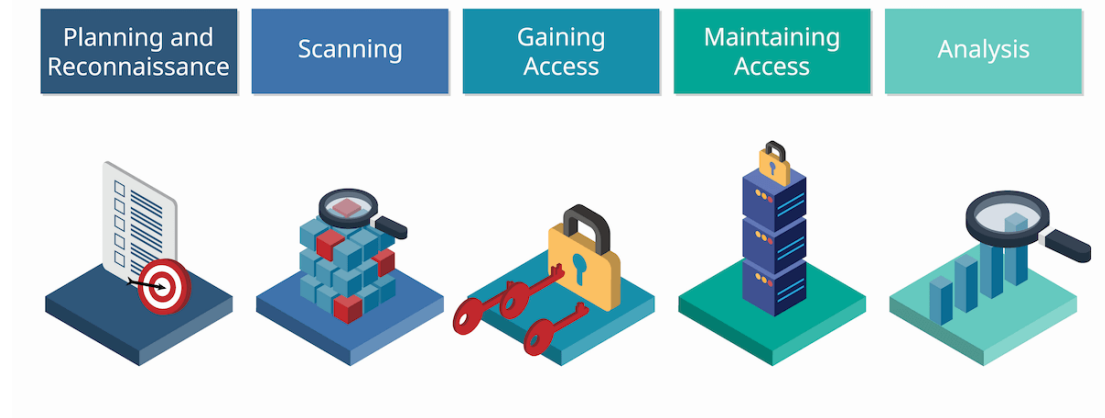 Planning and
Reconnaissance
Scanning
Gaining
Access
Maintaining
Access
Analysis